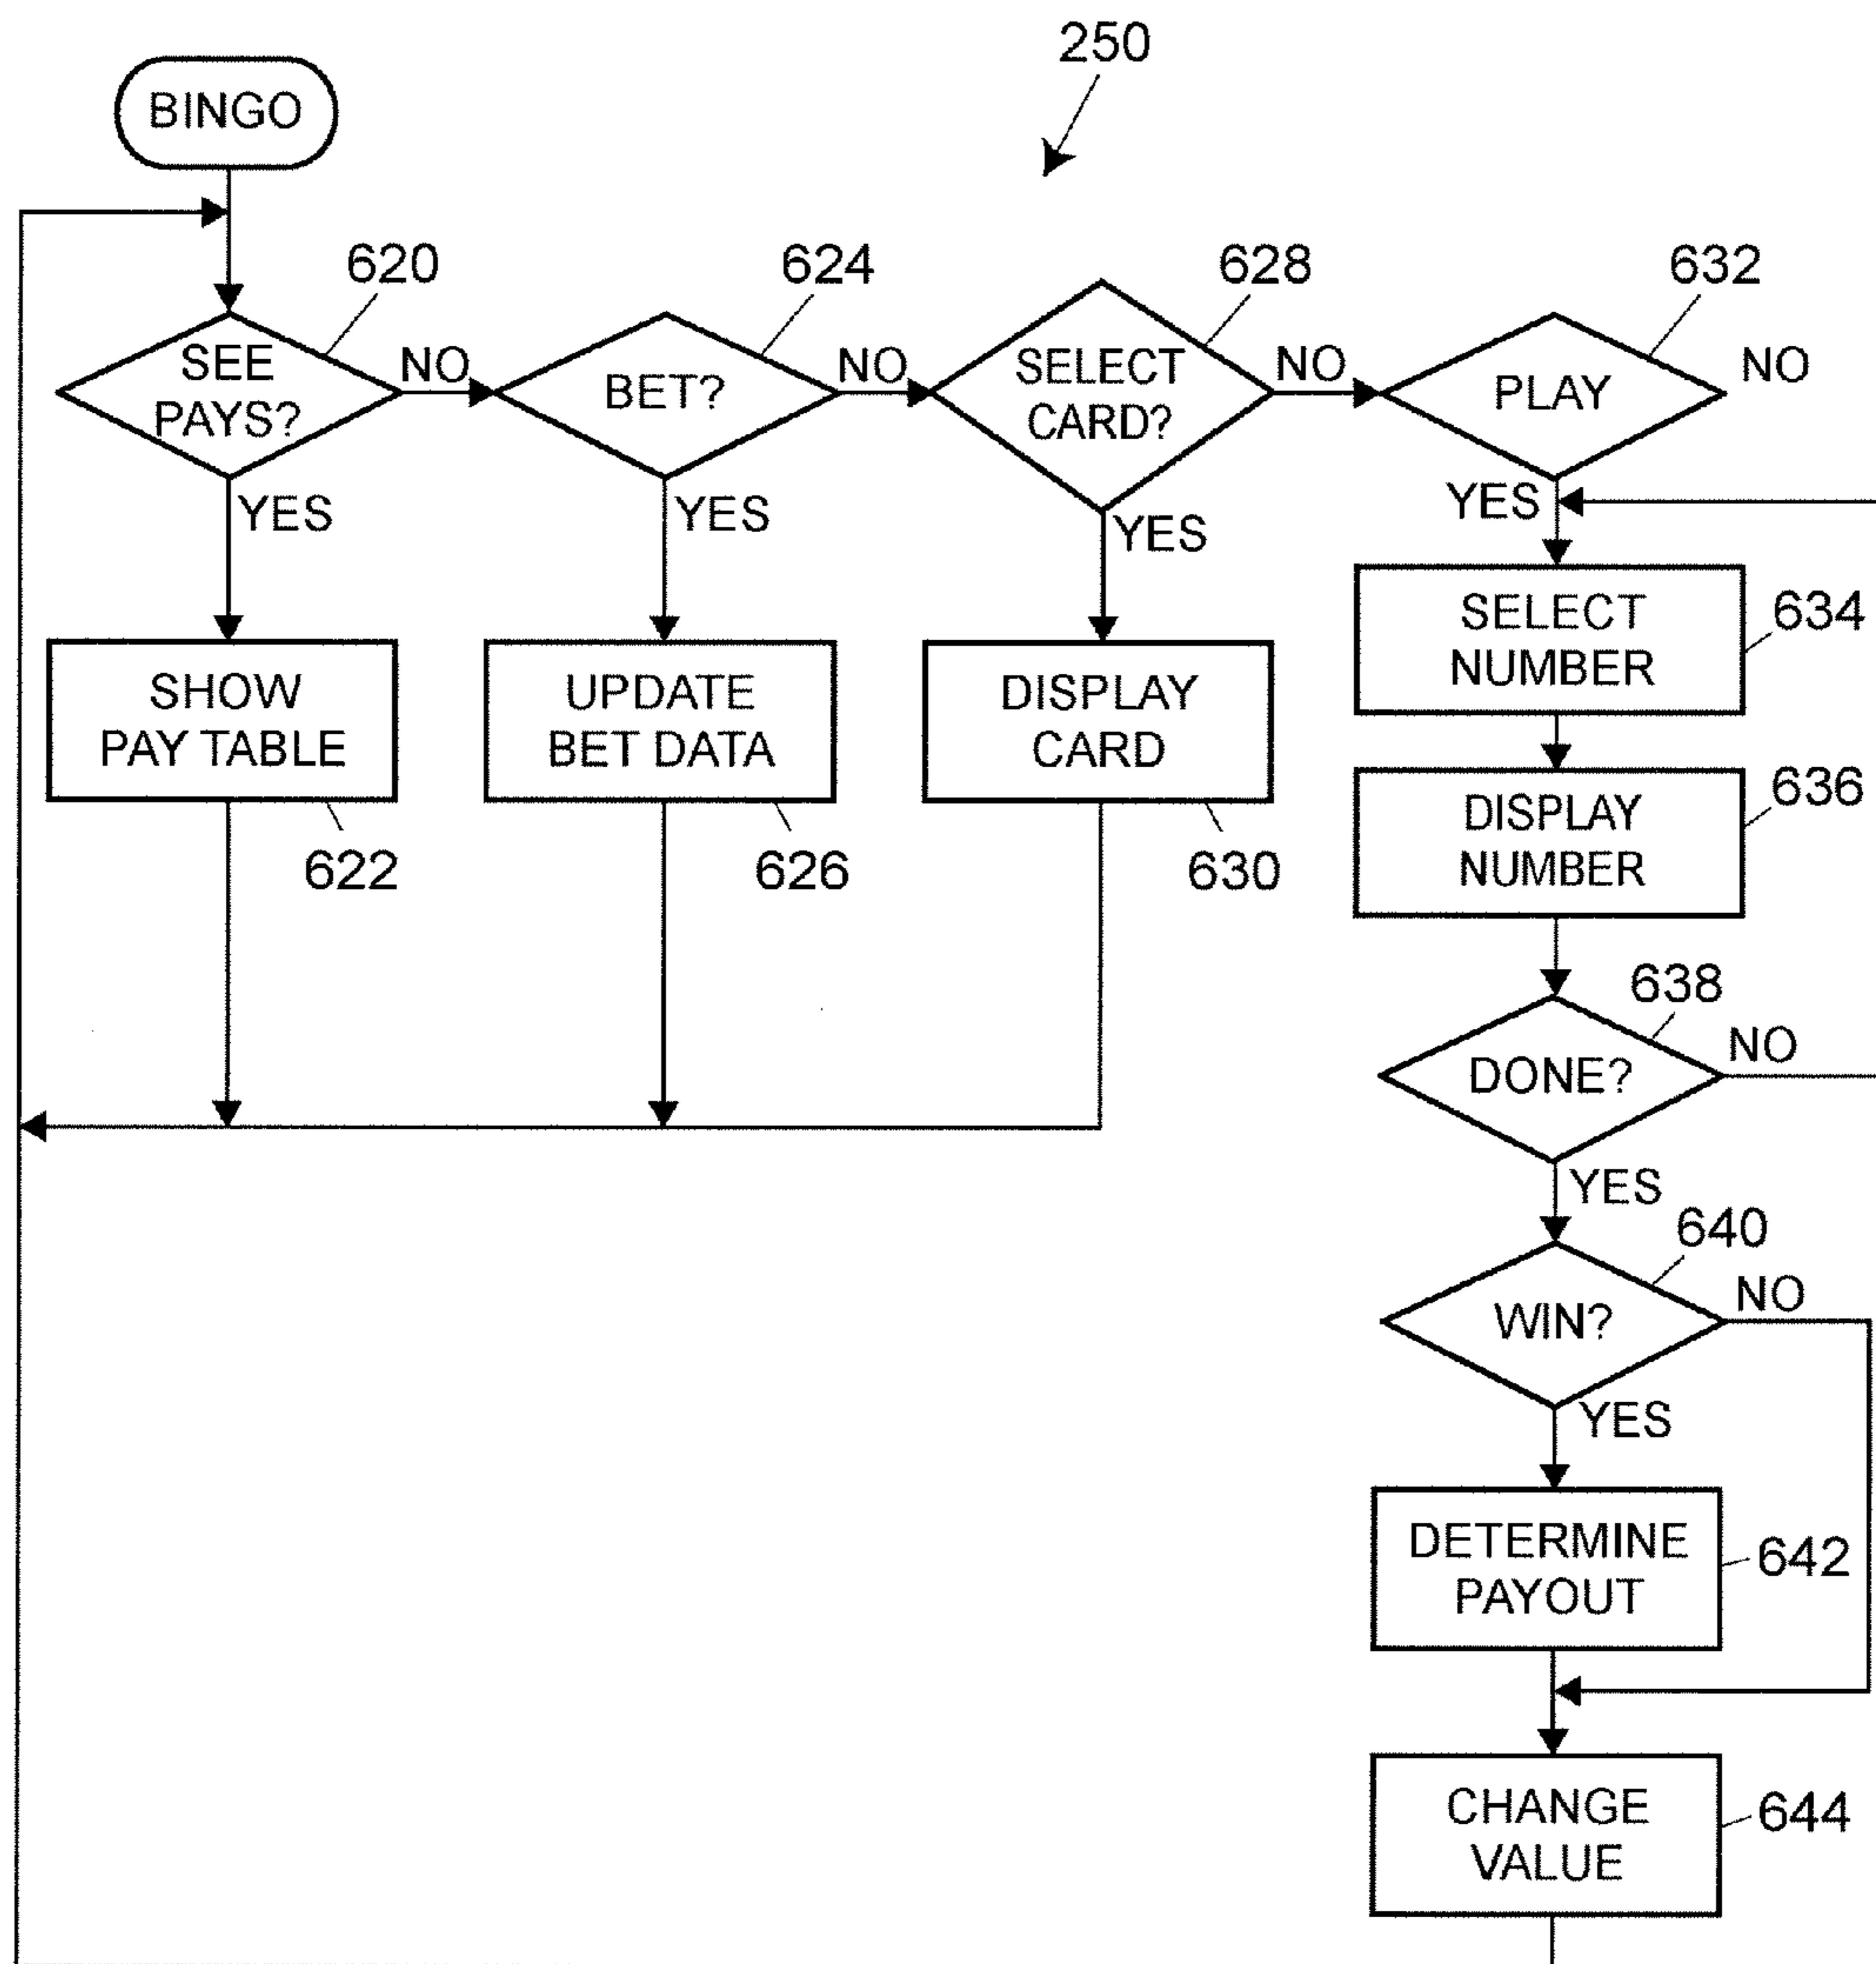 250
BINGO
620
624
628
632
SEE
PAYS?
NO
BET?
NO
SELECT
CARD?
NO
PLAY
NO
YES
YES
YES
YES
SHOW
PAY TABLE
622
UPDATE
BET DATA
626
DISPLAY
CARD
630
SELECT
NUMBER
634
DISPLAY
NUMBER
636
638
DONE?
NO
YES
640
WIN?
NO
YES
DETERMINE
PAYOUT
642
CHANGE
VALUE
644